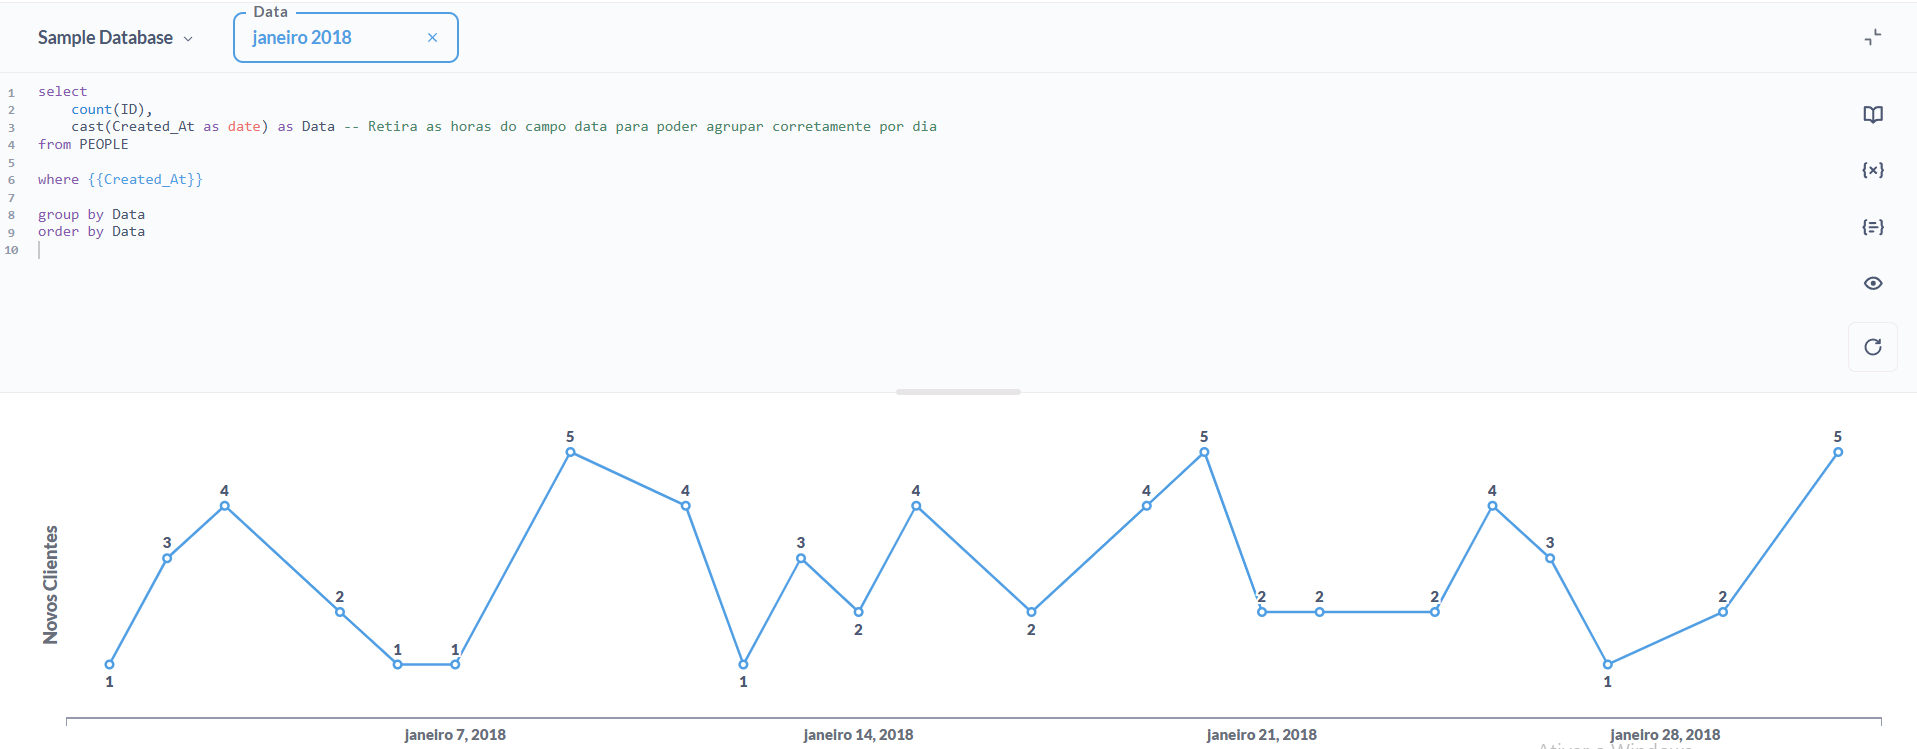 Data
Sample Database janeiro 2018 ×
1 select
2 count(ID),
3 cast(Created_At as date) as Data -- Retira as horas do campo data para poder agrupar corretamente por dia
4 from PEOPLE
5
6 where {{Created_At}}
7
8 group by Data
9 order by Data
10
Novos Clientes
1 3 4 2 1 1 5 4 1 3 2 4 2 4 5 2 2 2 4 3 1 2 5
janeiro 7, 2018 janeiro 14, 2018 janeiro 21, 2018 janeiro 28, 2018